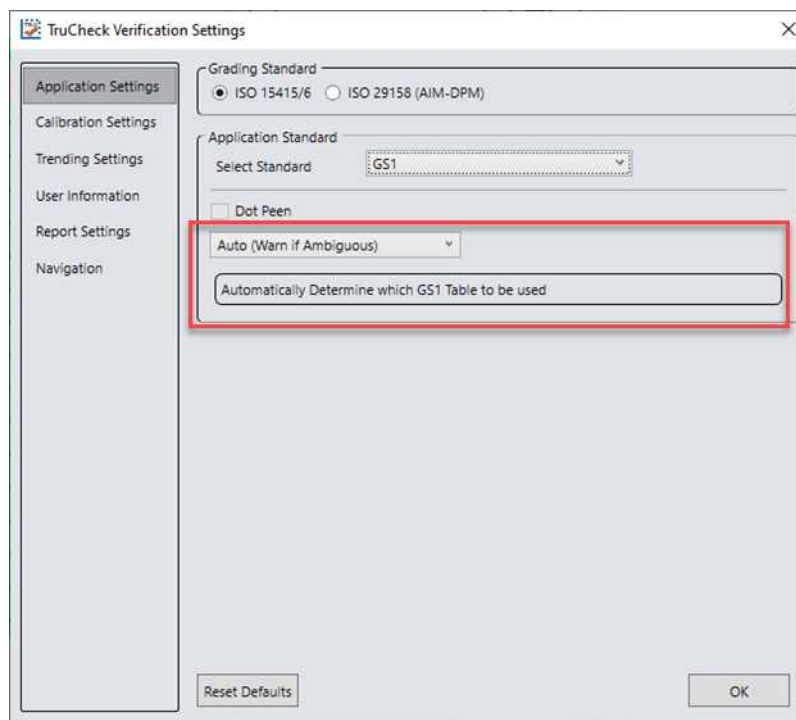 TruCheck Verification Settings
Application Settings
Calibration Settings
Trending Settings
User Information
Report Settings
Navigation
Grading Standard
ISO 15415/6 ISO 29158 (AIM-DPM)
Application Standard
Select Standard GS1
Dot Peen
Auto (Warn if Ambiguous)
Automatically Determine which GS1 Table to be used
Reset Defaults
OK